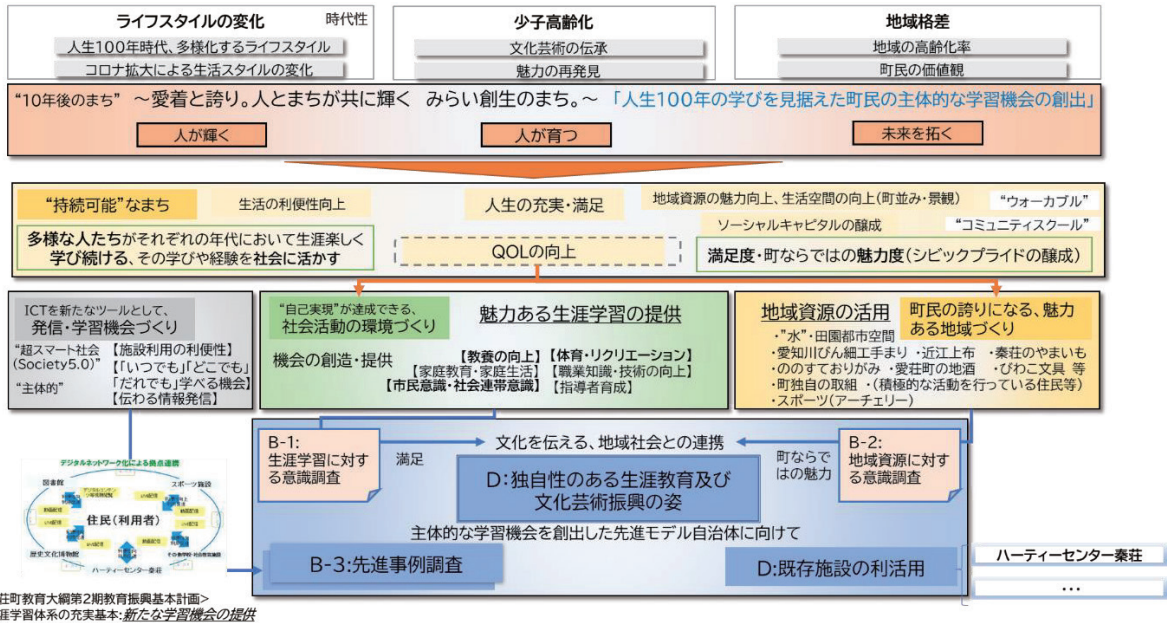 ライフスタイルの変化 時代性
人生100年時代、多様化するライフスタイル
コロナ拡大による生活スタイルの変化
少子高齢化
文化芸術の伝承
魅力の再発見
地域格差
地域の高齢化率
町民の価値観
“10年後のまち” ～愛着と誇り。人とまちが共に輝く みらい創生のまち。～ 「人生100年の学びを見据えた町民の主体的な学習機会の創出」
人が輝く
人が育つ
未来を拓く
“持続可能”なまち
生活の利便性向上
人生の充実・満足
地域資源の魅力向上、生活空間の向上(町並み・景観)
“ウォーカブル”
ソーシャルキャピタルの醸成
“コミュニティスクール”
多様な人たちがそれぞれの年代において生涯楽しく
学び続ける、その学びや経験を社会に活かす
QOLの向上
満足度・町ならではの魅力度(シビックプライドの醸成)
ICTを新たなツールとして、
発信・学習機会づくり
“超スマート社会
(Society5.0)”
“主体的”
【施設利用の利便性】
【「いつでも」「どこでも」
「だれでも」学べる機会】
【伝わる情報発信】
“自己実現”が達成できる、
社会活動の環境づくり
魅力ある生涯学習の提供
機会の創造・提供
【教養の向上】【体育・リクリエーション】
【家庭教育・家庭生活】【職業知識・技術の向上】
【市民意識・社会連帯意識】【指導者育成】
地域資源の活用
町民の誇りになる、魅力
ある地域づくり
・“水”・田園都市空間
・愛知川びん細工手まり ・近江上布 ・秦荘のやまいも
・ののすておりがみ ・愛荘町の地酒 ・びわこ文具 等
・町独自の取組 ・(積極的な活動を行っている住民等)
・スポーツ(アーチェリー)
B-1:
生涯学習に対す
る意識調査
満足
文化を伝える、地域社会との連携
町ならで
はの魅力
B-2:
地域資源に対す
る意識調査
D:独自性のある生涯教育及び
文化芸術振興の姿
主体的な学習機会を創出した先進モデル自治体に向けて
B-3:先進事例調査
D:既存施設の利活用
ハーティーセンター秦荘
…
デジタルネットワーク化による拠点連携
図書館
スポーツ施設
住民(利用者)
歴史文化博物館
ハーティーセンター秦荘
荘町教育大綱第2期教育振興基本計画>
涯学習体系の充実基本:新たな学習機会の提供